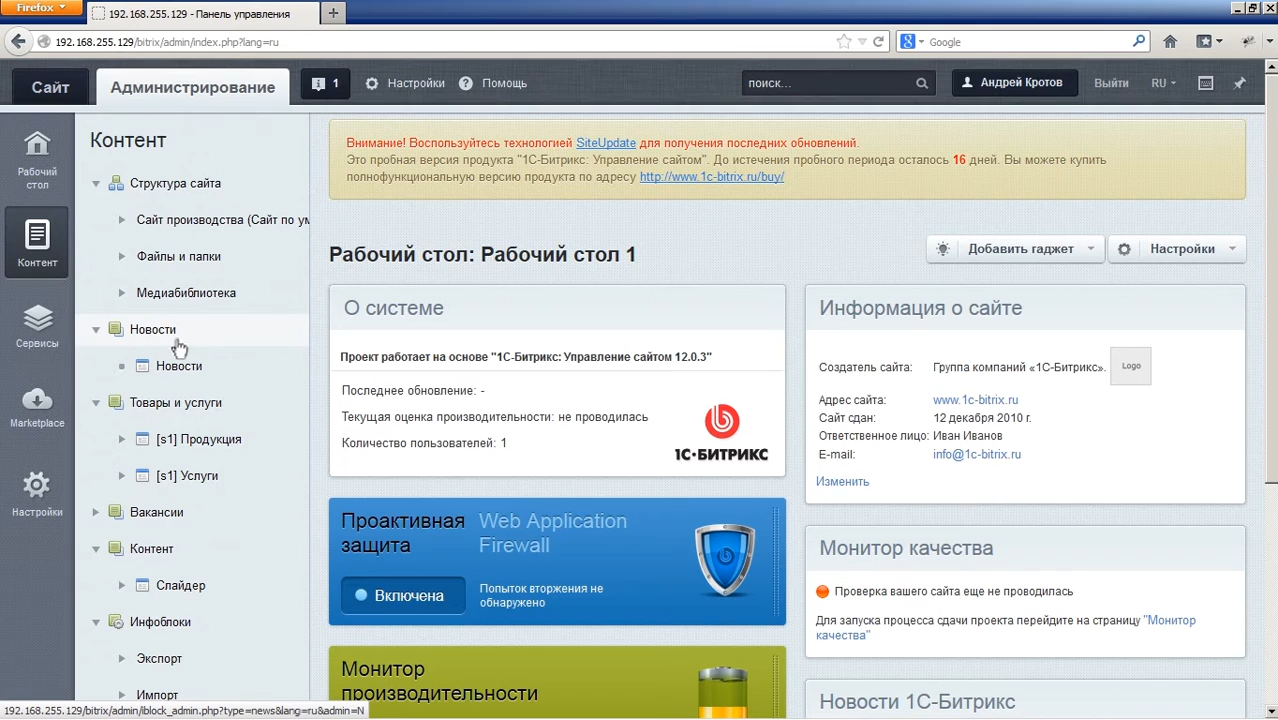 Firefox
192.168.255.129 - Панель управления
192.168.255.129/bitrix/admin/index.php?lang=ru
Google
Сайт
Администрирование
1
Настройки
Помощь
поиск...
Андрей Кротов
Выйти
RU
Рабочий стол
Контент
Сервисы
Marketplace
Настройки
Контент
Структура сайта
Сайт производства (Сайт по ум
Файлы и папки
Медиабиблиотека
Новости
Новости
Товары и услуги
[s1] Продукция
[s1] Услуги
Вакансии
Контент
Слайдер
Инфоблоки
Экспорт
Импорт
Внимание! Воспользуйтесь технологией SiteUpdate для получения последних обновлений.
Это пробная версия продукта "1С-Битрикс: Управление сайтом". До истечения пробного периода осталось 16 дней. Вы можете купить
полнофункциональную версию продукта по адресу http://www.1c-bitrix.ru/buy/
Рабочий стол: Рабочий стол 1
Добавить гаджет
Настройки
О системе
Проект работает на основе "1С-Битрикс: Управление сайтом 12.0.3"
Последнее обновление: -
Текущая оценка производительности: не проводилась
Количество пользователей: 1
1С-БИТРИКС
Проактивная
защита
Web Application
Firewall
Включена
Попыток вторжения не
обнаружено
Монитор
производительности
Информация о сайте
Создатель сайта: Группа компаний «1С-Битрикс».
Logo
Адрес сайта: www.1c-bitrix.ru
Сайт сдан: 12 декабря 2010 г.
Ответственное лицо: Иван Иванов
E-mail: info@1c-bitrix.ru
Изменить
Монитор качества
Проверка вашего сайта еще не проводилась
Для запуска процесса сдачи проекта перейдите на страницу "Монитор
качества"
Новости 1С-Битрикс
192.168.255.129/bitrix/admin/iblock_admin.php?type=news&lang=ru&admin=N